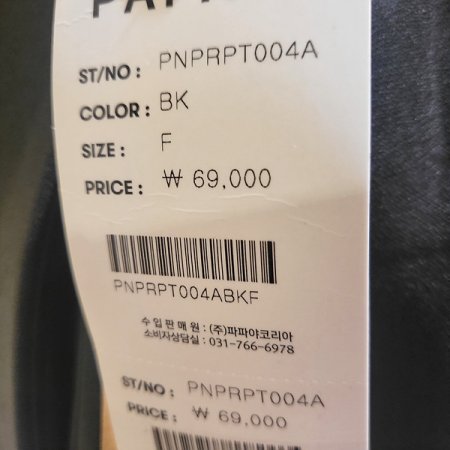 ST/NO : PNPRPT004A
COLOR : BK
SIZE : F
PRICE : ₩ 69,000
PNPRPT004ABKF
수 입 판 매 원 : (주)파파야코리아
소비자상담실 : 031-766-6978
ST/NO : PNPRPT004A
PRICE : ₩ 69,000